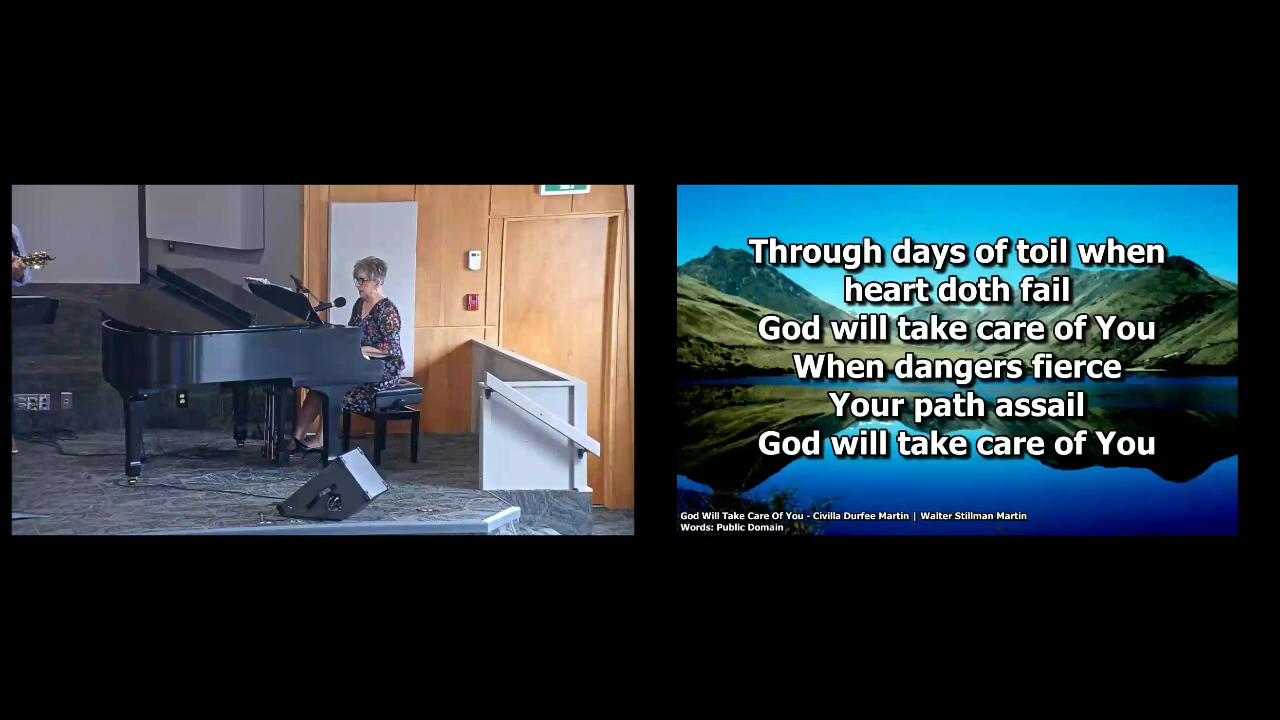 Through days of toil when
heart doth fail
God will take care of You
When dangers fierce
Your path assail
God will take care of You
God Will Take Care Of You - Civilla Durfee Martin | Walter Stillman Martin
Words: Public Domain